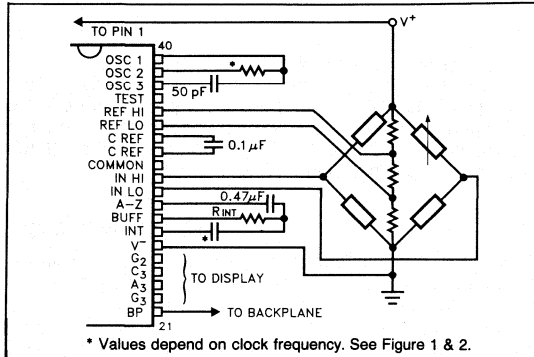 V+
TO PIN 1
40
OSC 1
OSC 2
*
OSC 3
50 pF
TEST
REF HI
REF LO
C REF
0.1 µF
C REF
COMMON
IN HI
IN LO
0.47µF
A–Z
BUFF
RINT
INT
*
V–
G2
C3
TO DISPLAY
A3
G3
BP
TO BACKPLANE
21
* Values depend on clock frequency. See Figure 1 & 2.